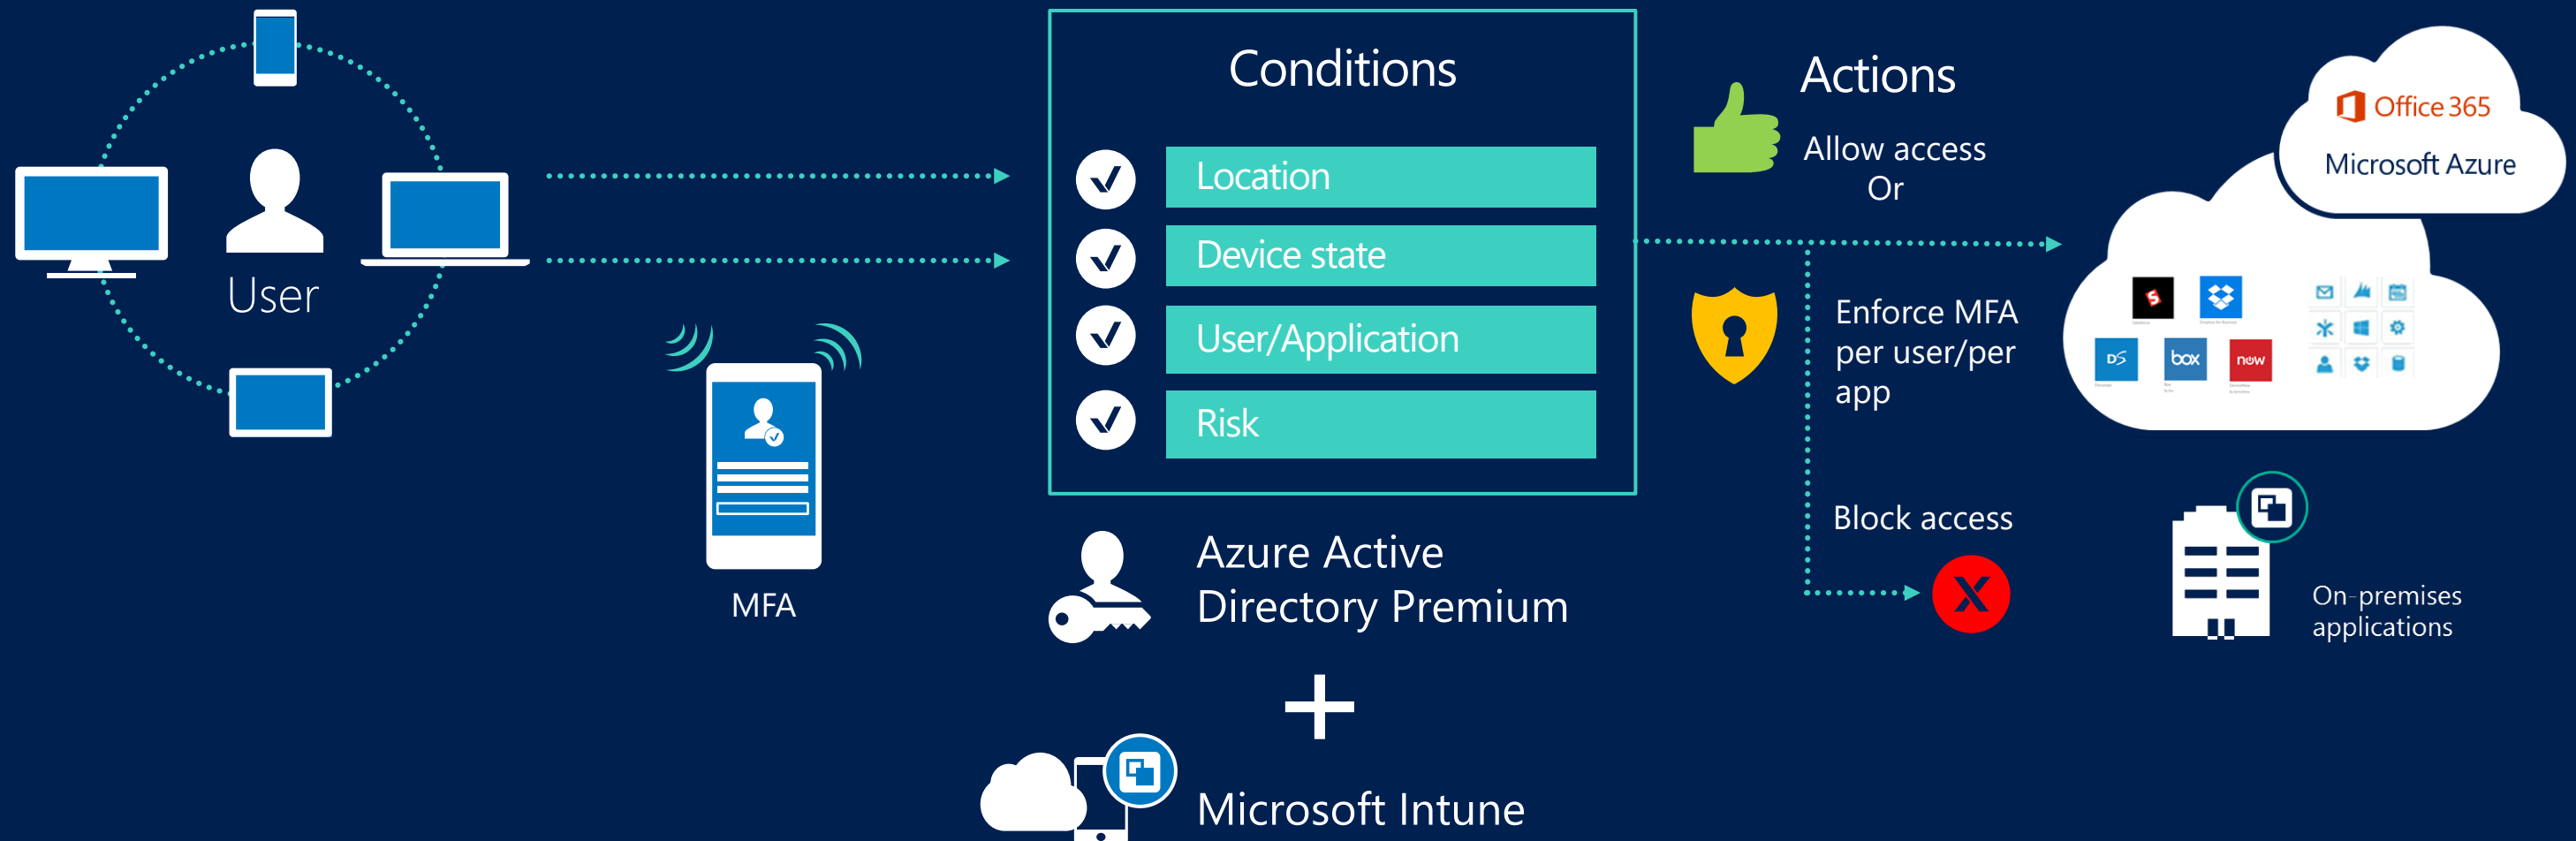 User
MFA
Conditions
Location
Device state
User/Application
Risk
Azure Active
Directory Premium
Microsoft Intune
Actions
Allow access
Or
Enforce MFA
per user/per
app
Block access
Office 365
Microsoft Azure
DS
box
now
On-premises
applications